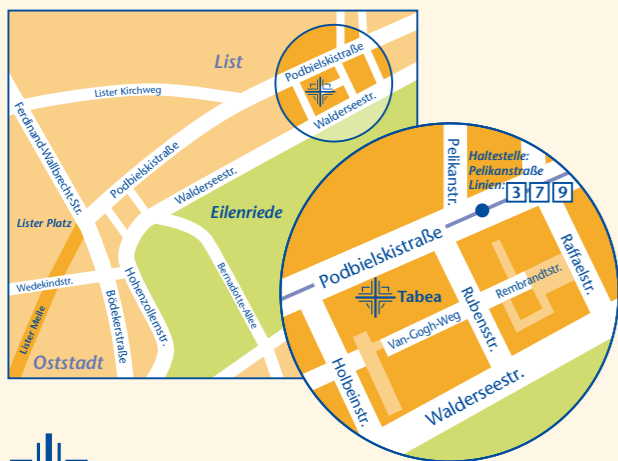 List
Podbielskistraße
Lister Kirchweg
Walderseestr.
Ferdinand-Wallbrecht-Str.
Podbielskistraße
Walderseestr.
Eilenriede
Lister Platz
Wedekindstr.
Hohenzollernstr.
Bernadotte-Allee
Bödekerstraße
Lister Meile
Oststadt
Pelikanstr.
Haltestelle:
Pelikanstraße
Linien: 3 7 9
Podbielskistraße
Raffaelstr.
Tabea
Rembrandtstr.
Rubensstr.
Van-Gogh-Weg
Holbeinstr.
Walderseestr.